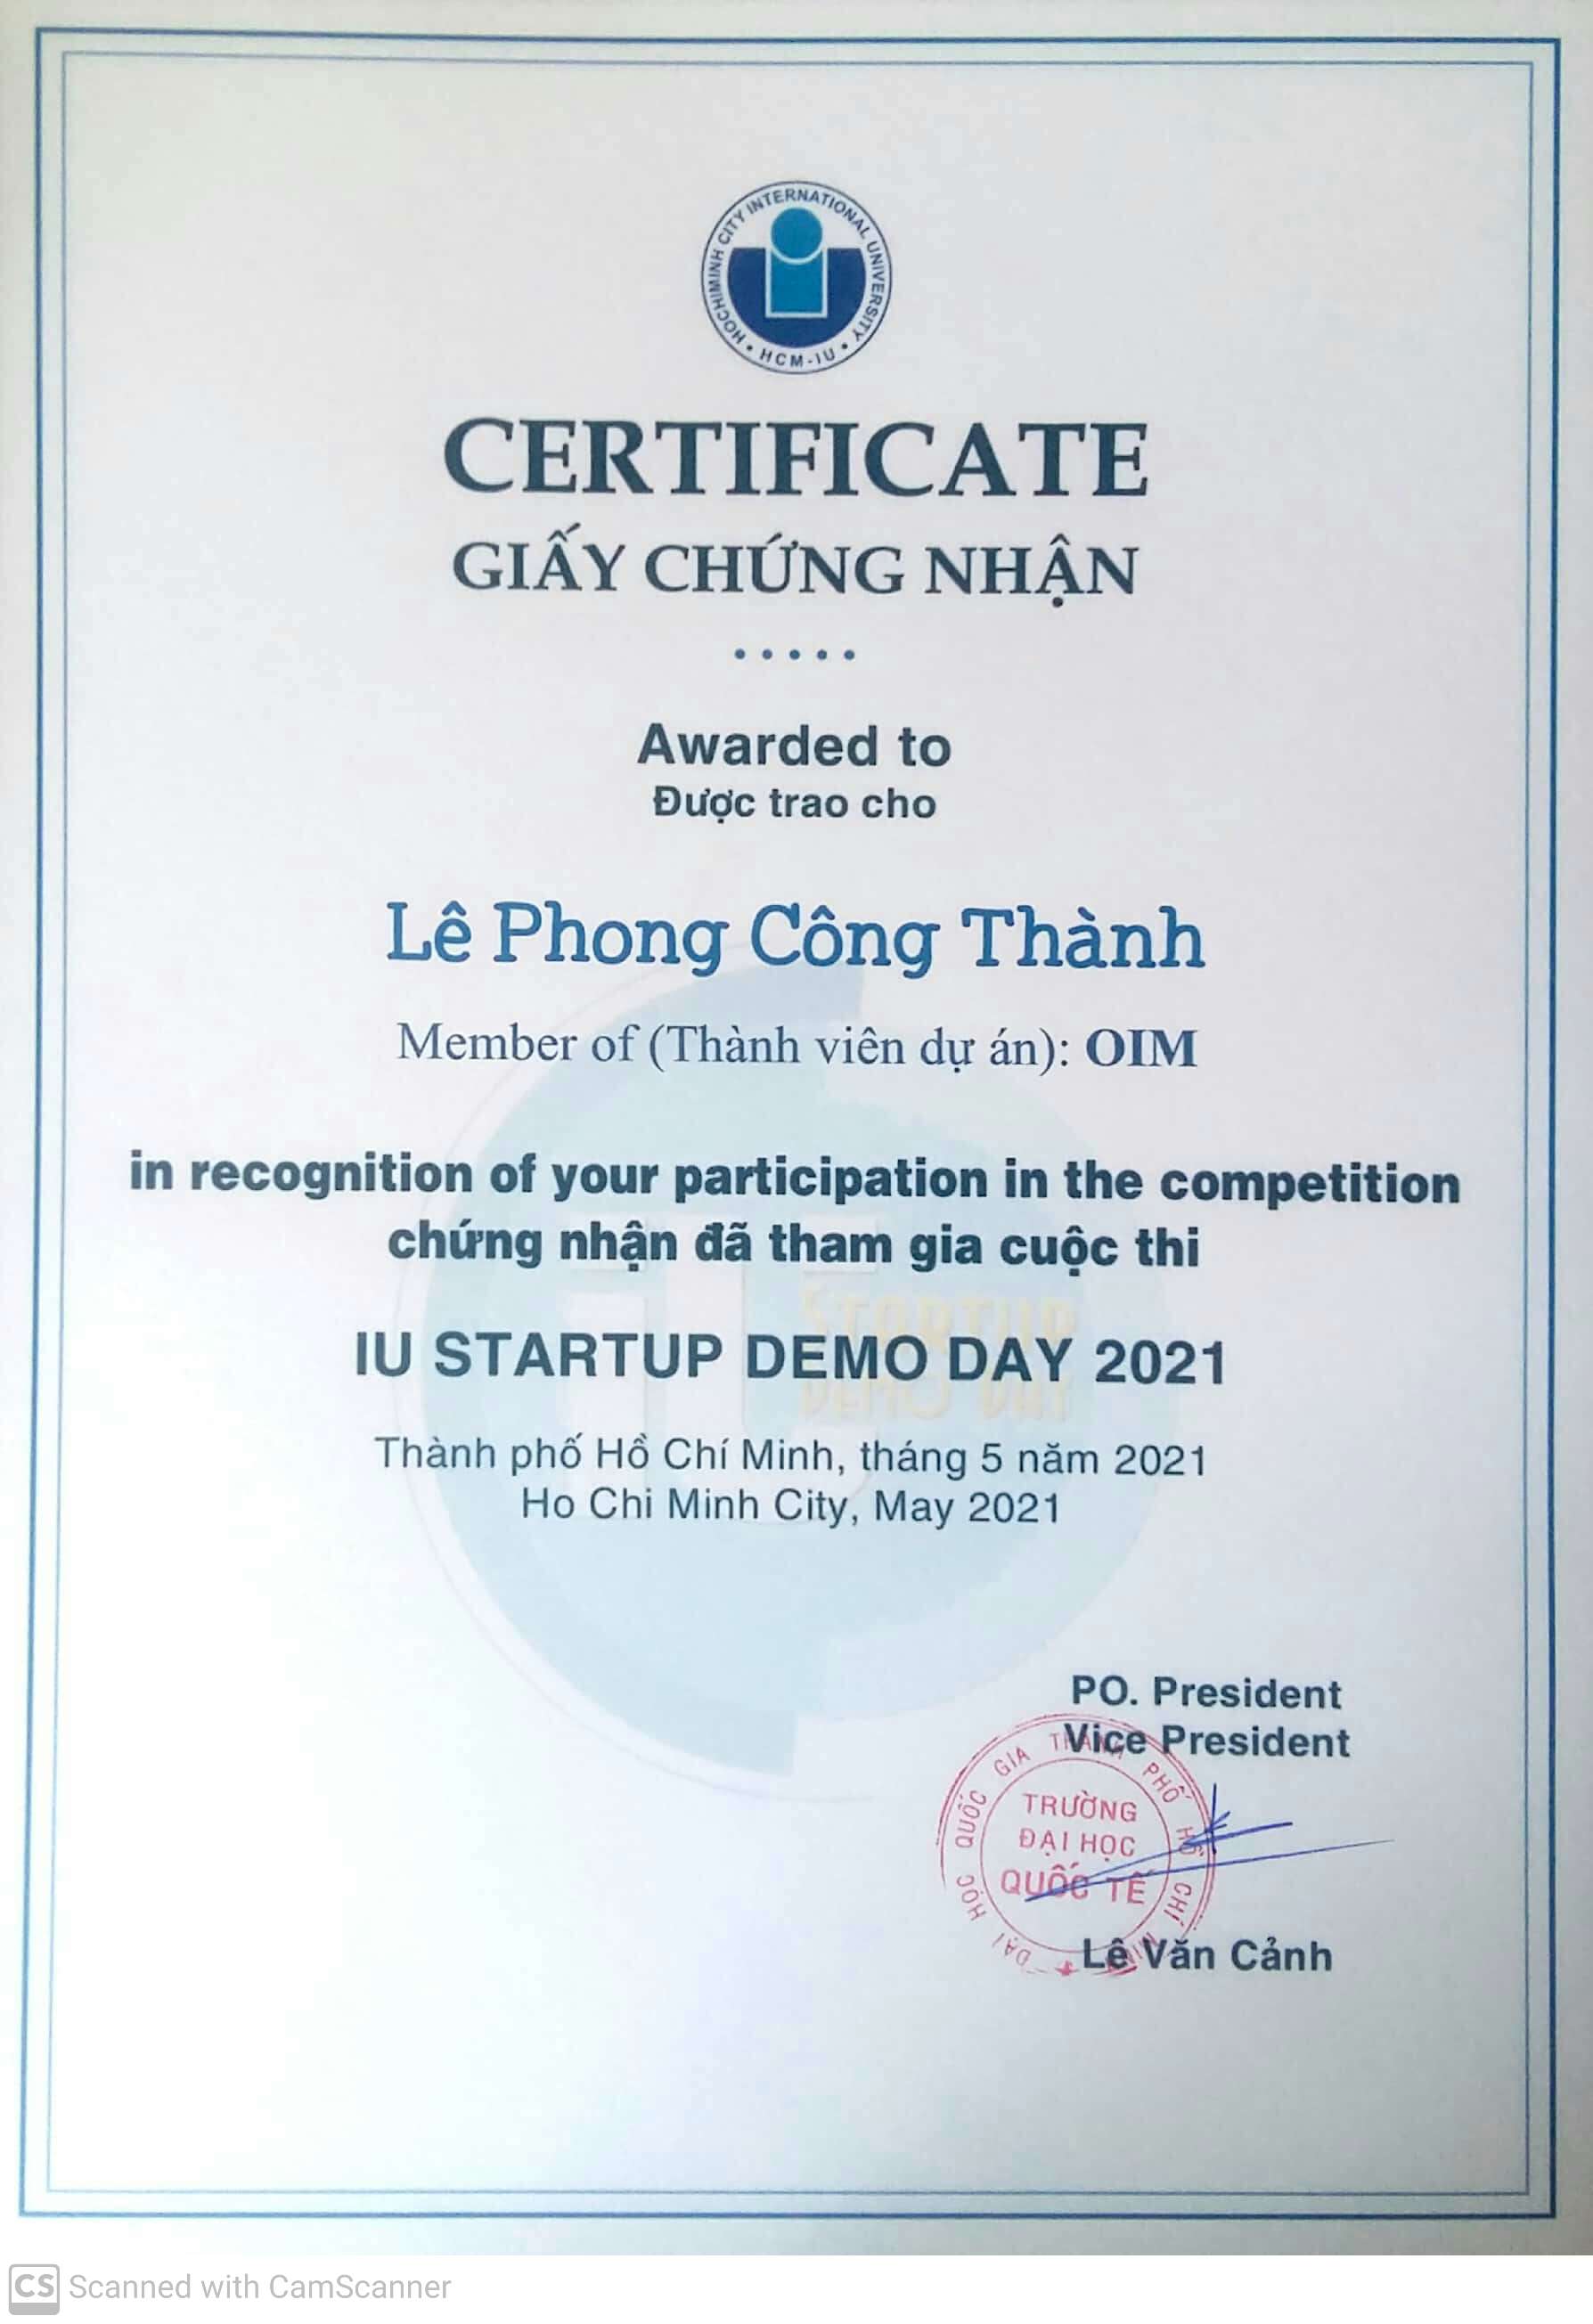 HOCHIMINH CITY INTERNATIONAL UNIVERSITY
• HCM-IU •
CERTIFICATE
GIẤY CHỨNG NHẬN
• • • • •
Awarded to
Được trao cho
Lê Phong Công Thành
Member of (Thành viên dự án): OIM
in recognition of your participation in the competition
chứng nhận đã tham gia cuộc thi
STARTUP
DEMO DAY
IU STARTUP DEMO DAY 2021
Thành phố Hồ Chí Minh, tháng 5 năm 2021
Ho Chi Minh City, May 2021
PO. President
Vice President
ĐẠI HỌC QUỐC GIA THÀNH PHỐ HỒ CHÍ MINH
TRƯỜNG
ĐẠI HỌC
QUỐC TẾ
Lê Văn Cảnh
CS Scanned with CamScanner